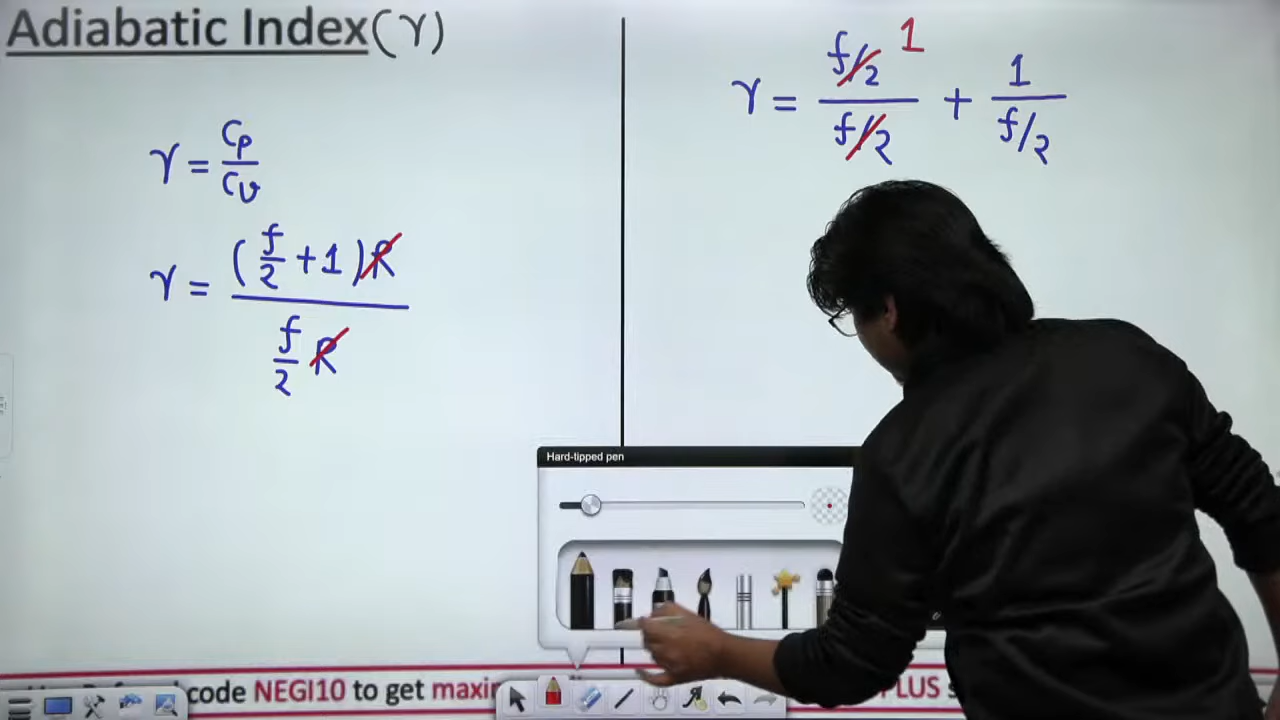 Adiabatic Index(γ)
γ = Cp/Cv
γ = (f/2 + 1)R / f/2 R
γ = f/2 / f/2 + 1 / f/2
1
Hard-tipped pen
code NEGI10 to get
PLUS